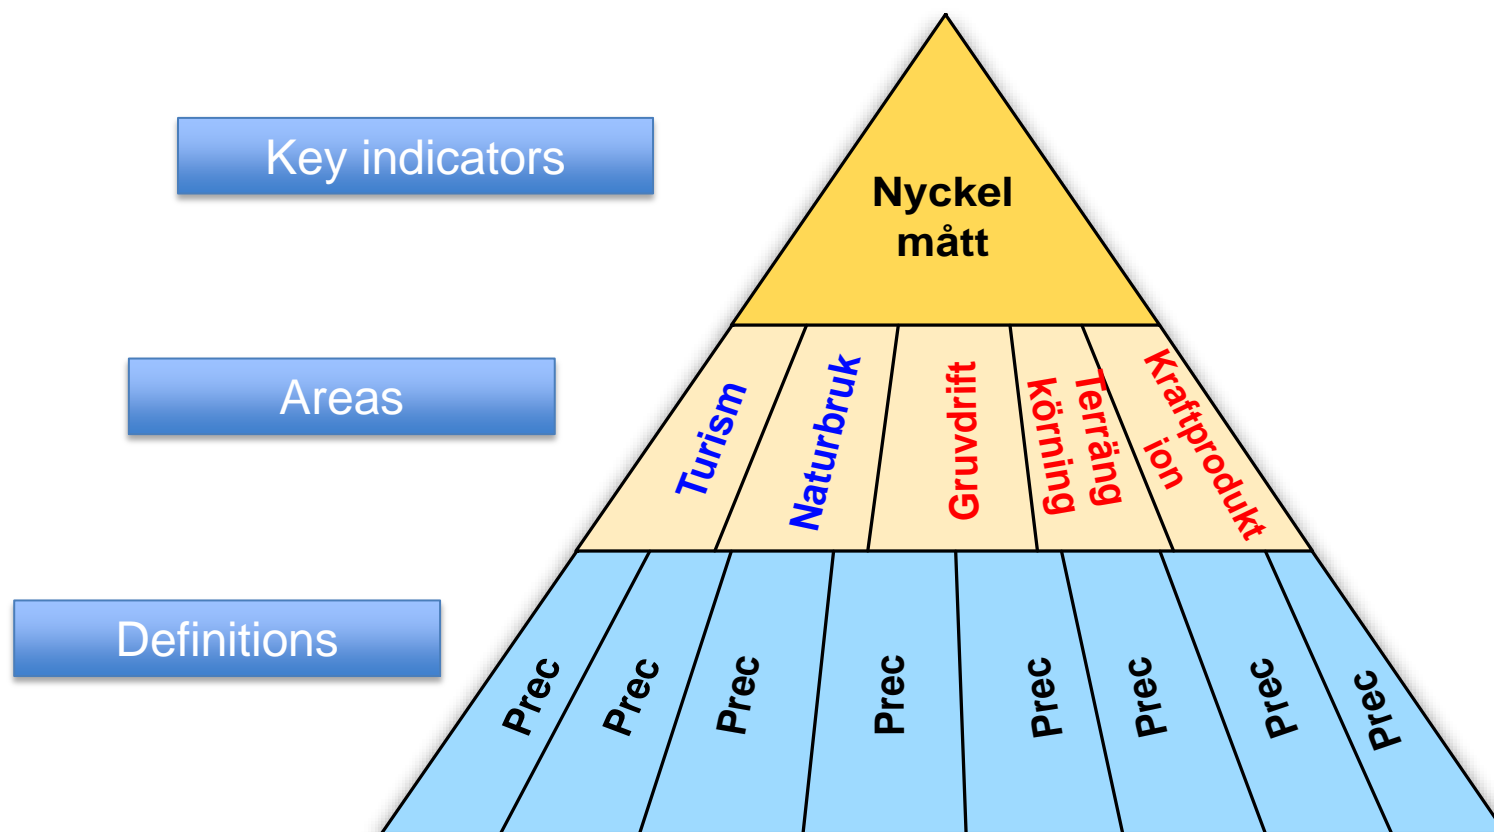 Key indicators
Nyckel
mått
Areas
Turism
Naturbruk
Gruvdrift
Terräng
körning
Kraftprodukt
ion
Definitions
Prec
Prec
Prec
Prec
Prec
Prec
Prec
Prec